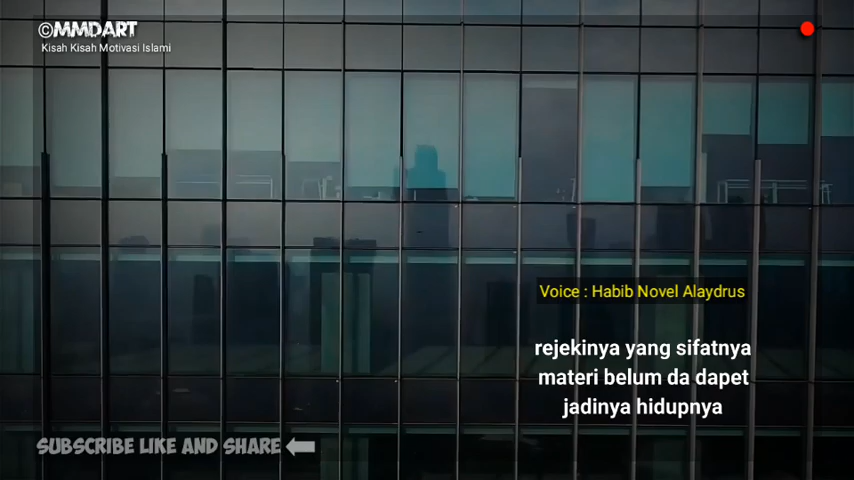 ©MMDART
Kisah Kisah Motivasi Islami
Voice : Habib Novel Alaydrus
rejekinya yang sifatnya
materi belum da dapet
jadinya hidupnya
SUBSCRIBE LIKE AND SHARE